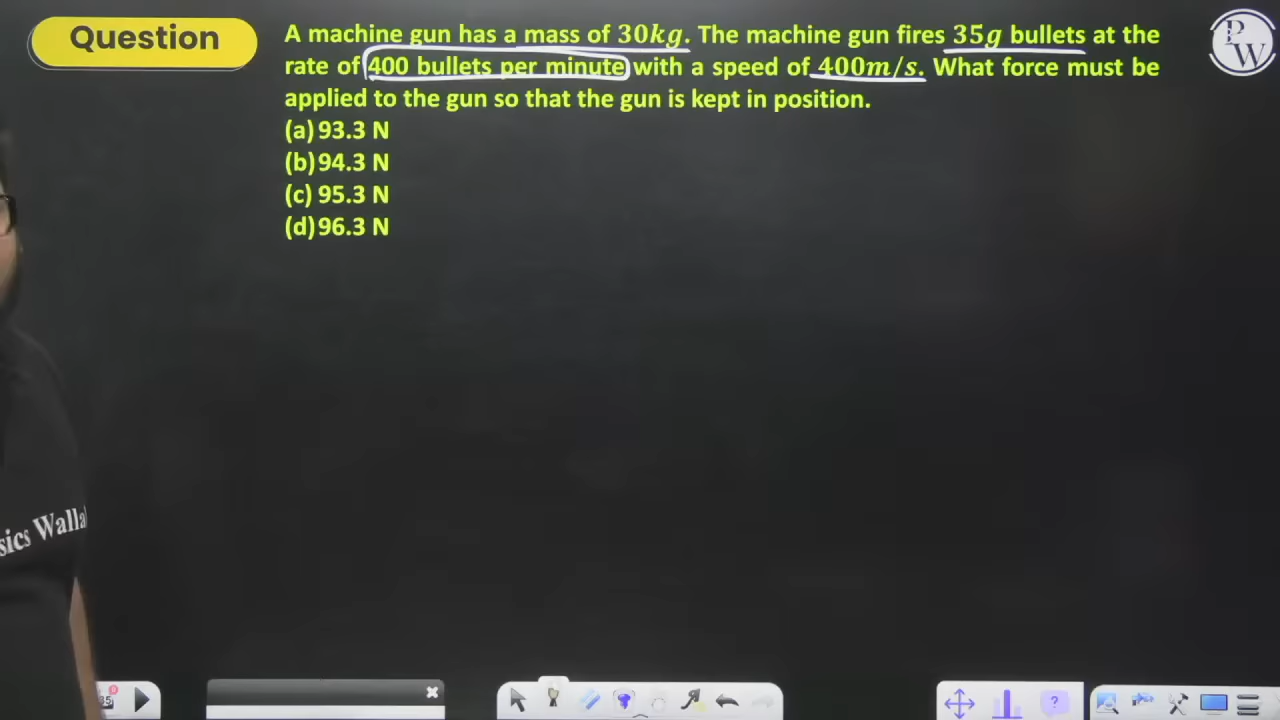 Question
A machine gun has a mass of 30kg. The machine gun fires 35g bullets at the
rate of 400 bullets per minute with a speed of 400m/s. What force must be
applied to the gun so that the gun is kept in position.
(a) 93.3 N
(b) 94.3 N
(c) 95.3 N
(d) 96.3 N
P
W
sics Walla